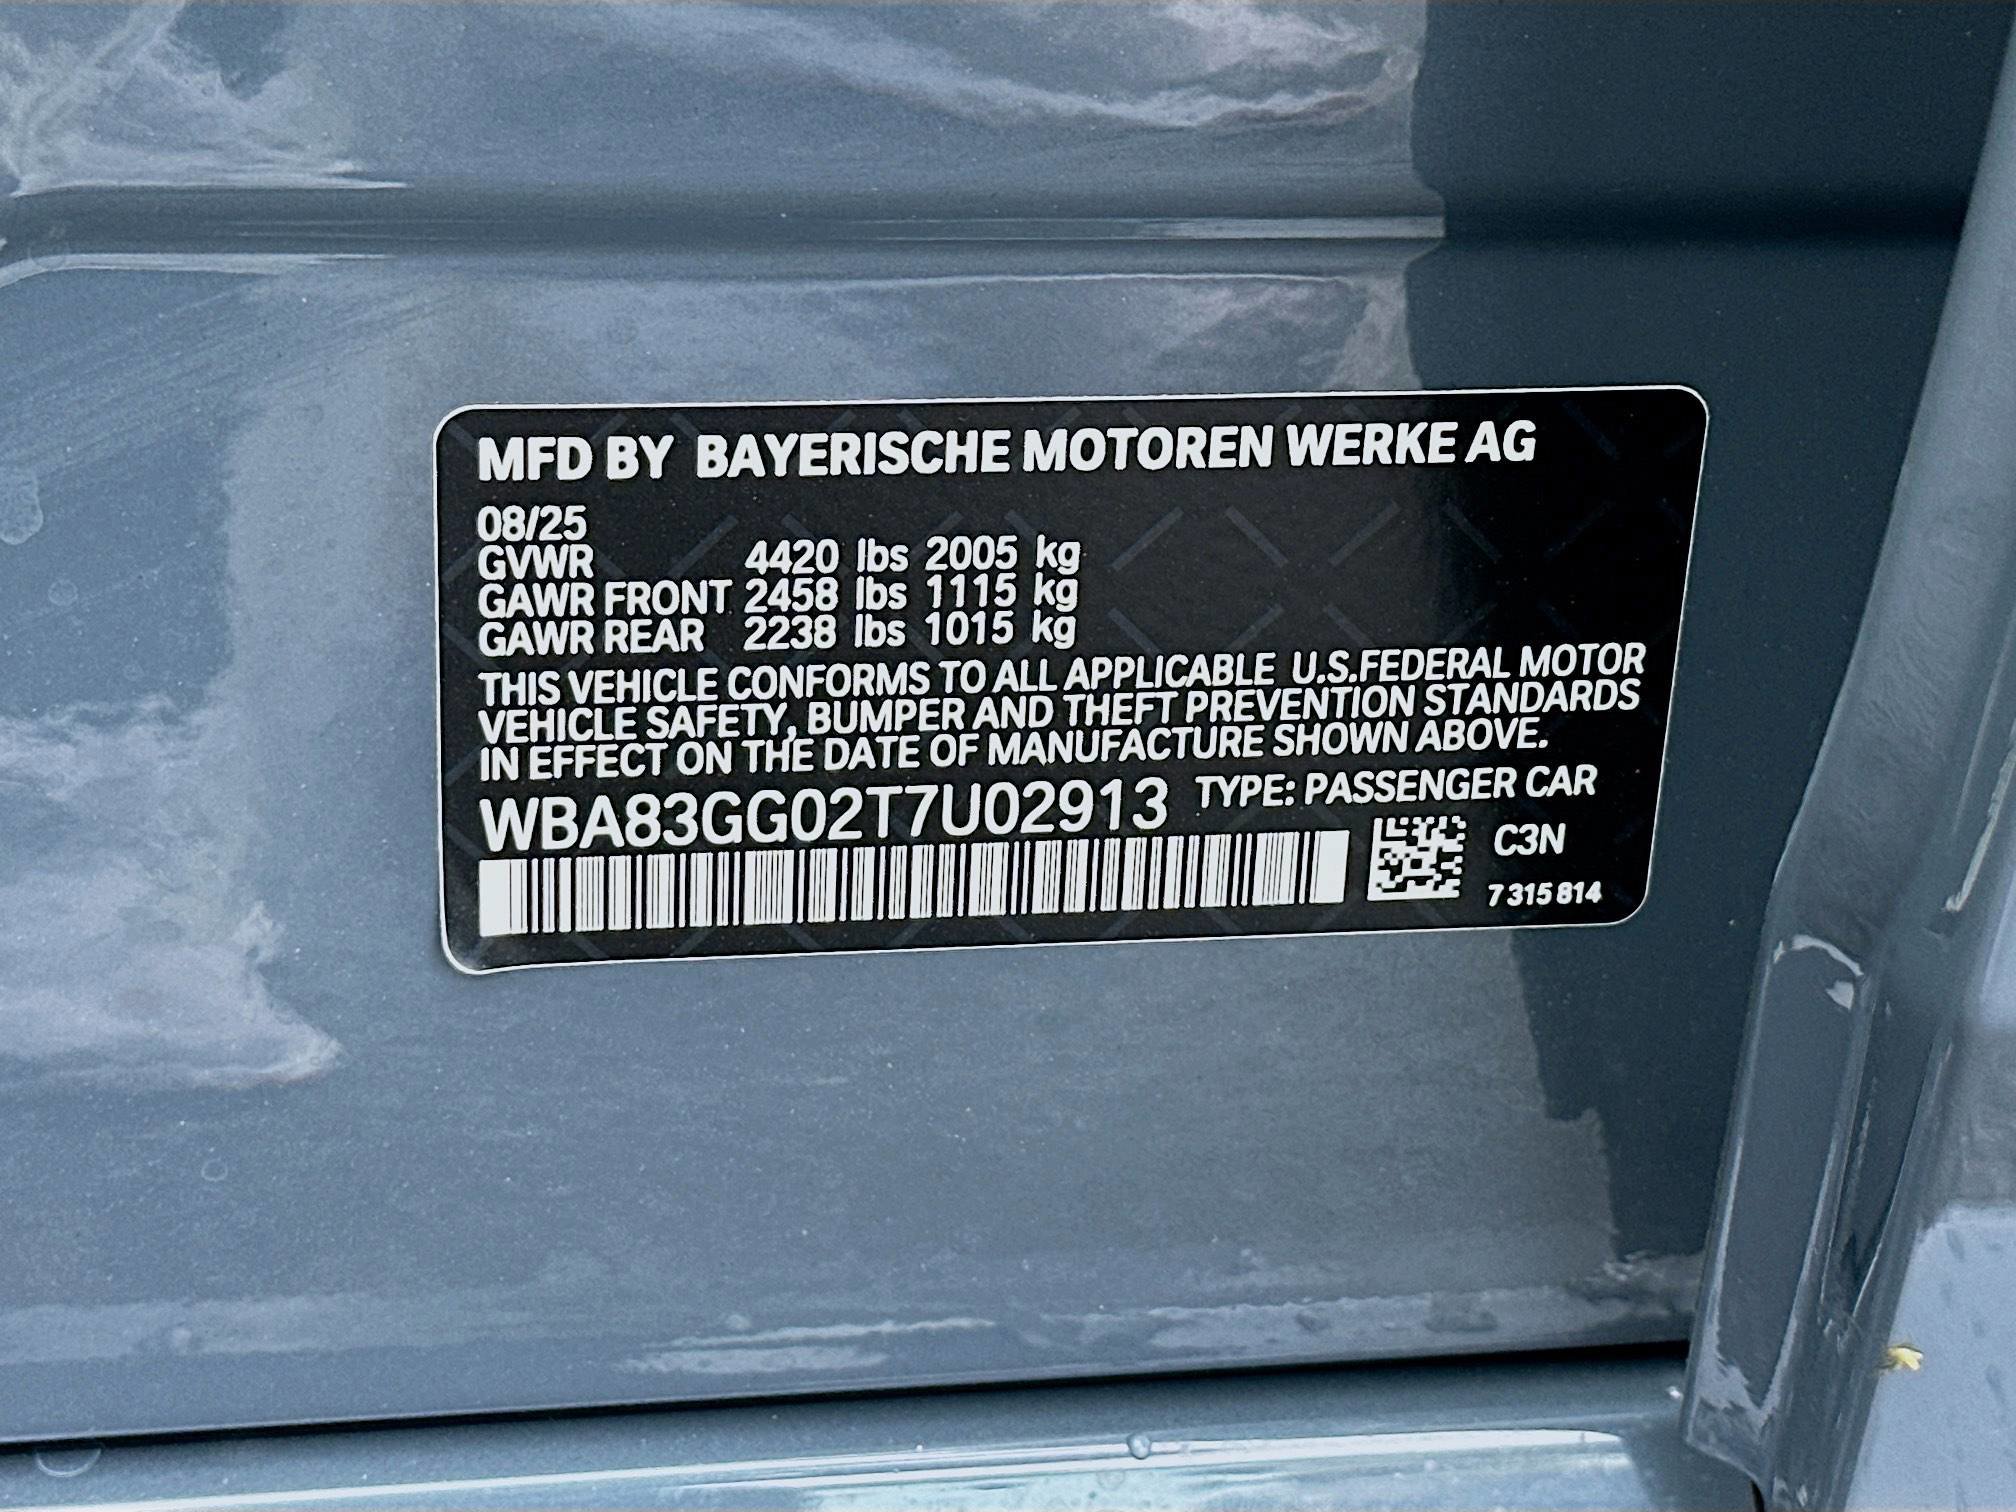 MFD BY BAYERISCHE MOTOREN WERKE AG
08/25
GVWR 4420 lbs 2005 kg
GAWR FRONT 2458 lbs 1115 kg
GAWR REAR 2238 lbs 1015 kg
THIS VEHICLE CONFORMS TO ALL APPLICABLE U.S.FEDERAL MOTOR
VEHICLE SAFETY, BUMPER AND THEFT PREVENTION STANDARDS
IN EFFECT ON THE DATE OF MANUFACTURE SHOWN ABOVE.
WBA83GG02T7U02913 TYPE: PASSENGER CAR
C3N
7 315 814